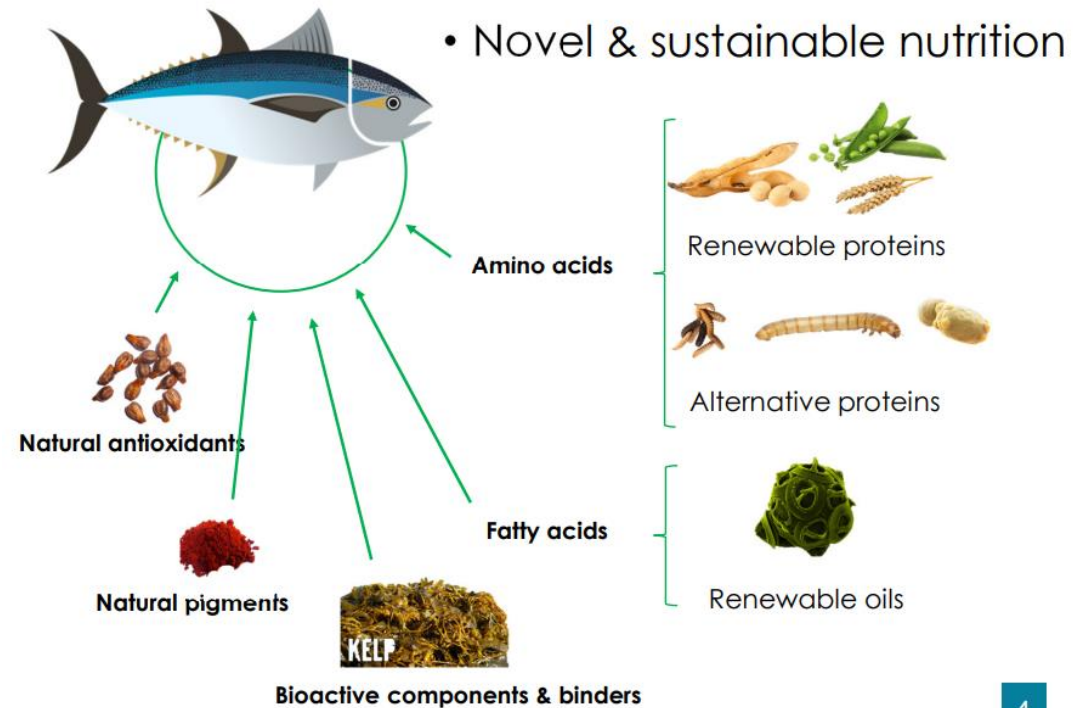 • Novel & sustainable nutrition
Renewable proteins
Amino acids
Alternative proteins
Natural antioxidants
Fatty acids
Renewable oils
Natural pigments
KELP
Bioactive components & binders
4